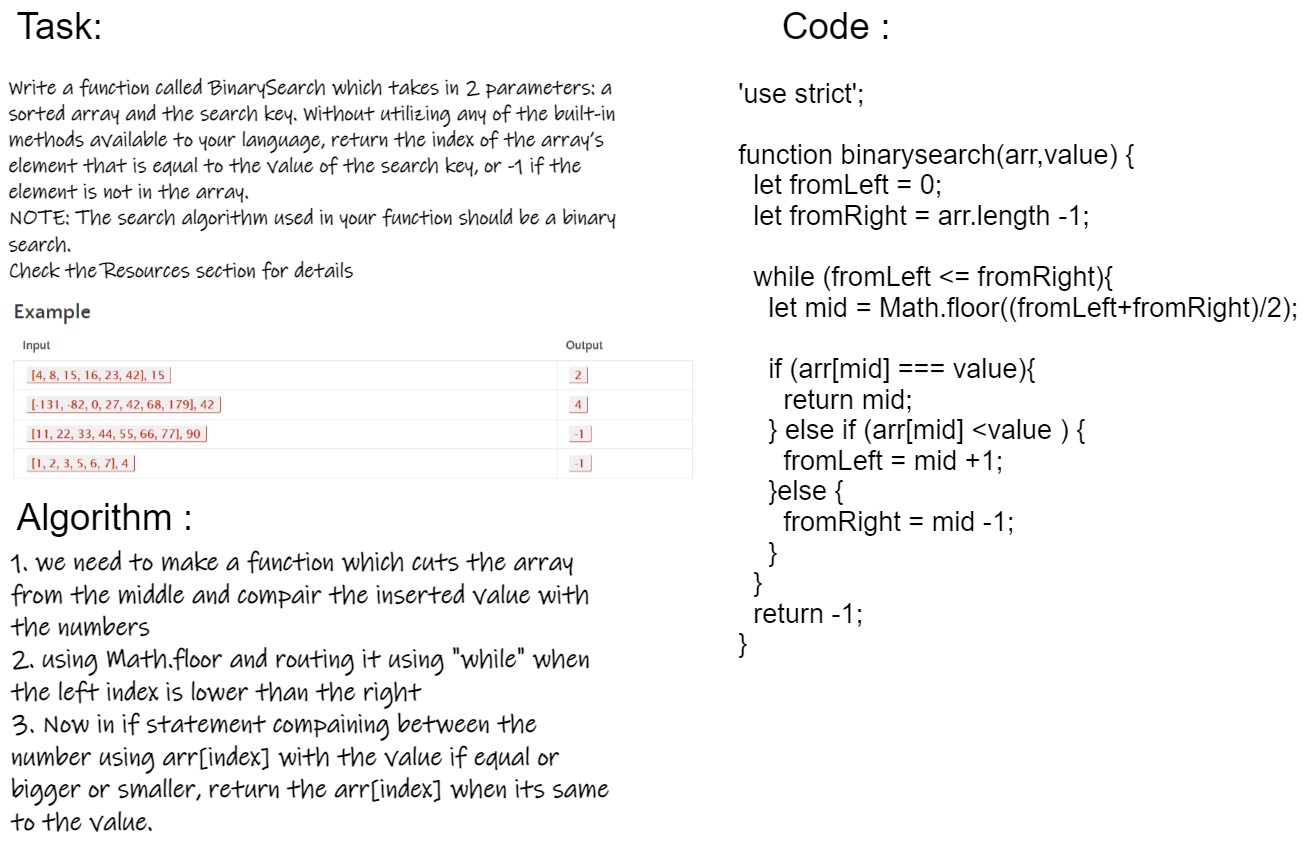 Task:
Write a function called BinarySearch which takes in 2 parameters: a
sorted array and the search key. Without utilizing any of the built-in
methods available to your language, return the index of the array's
element that is equal to the value of the search key, or -1 if the
element is not in the array.
NOTE: The search algorithm used in your function should be a binary
search.
Check the Resources section for details
Example
Input Output
[4, 8, 15, 16, 23, 42], 15 2
[-131, -82, 0, 27, 42, 68, 179], 42 4
[11, 22, 33, 44, 55, 66, 77], 90 -1
[1, 2, 3, 5, 6, 7], 4 -1
Algorithm :
1. we need to make a function which cuts the array
from the middle and compair the inserted value with
the numbers
2. using Math.floor and routing it using "while" when
the left index is lower than the right
3. Now in if statement compaining between the
number using arr[index] with the value if equal or
bigger or smaller, return the arr[index] when its same
to the value.
Code :
'use strict';
function binarysearch(arr,value) {
let fromLeft = 0;
let fromRight = arr.length -1;
while (fromLeft <= fromRight){
let mid = Math.floor((fromLeft+fromRight)/2);
if (arr[mid] === value){
return mid;
} else if (arr[mid] <value ) {
fromLeft = mid +1;
}else {
fromRight = mid -1;
}
}
return -1;
}